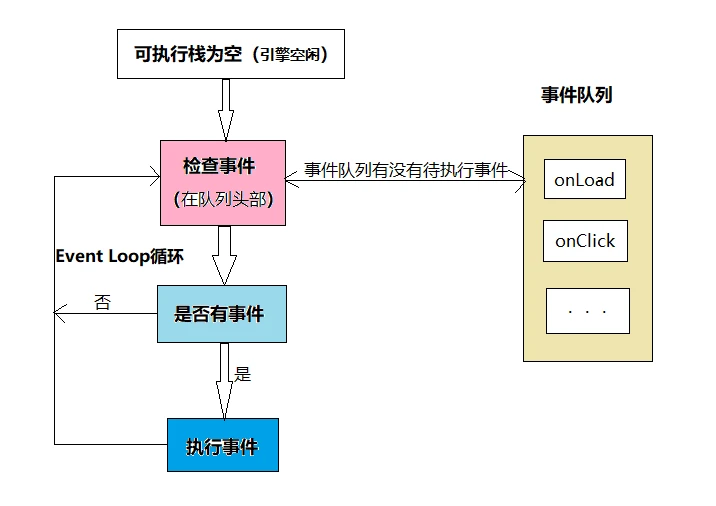 可执行栈为空（引擎空闲）
事件队列
检查事件
（在队列头部）
事件队列有没有待执行事件
onLoad
onClick
Event Loop循环
否
是否有事件
. . .
是
执行事件